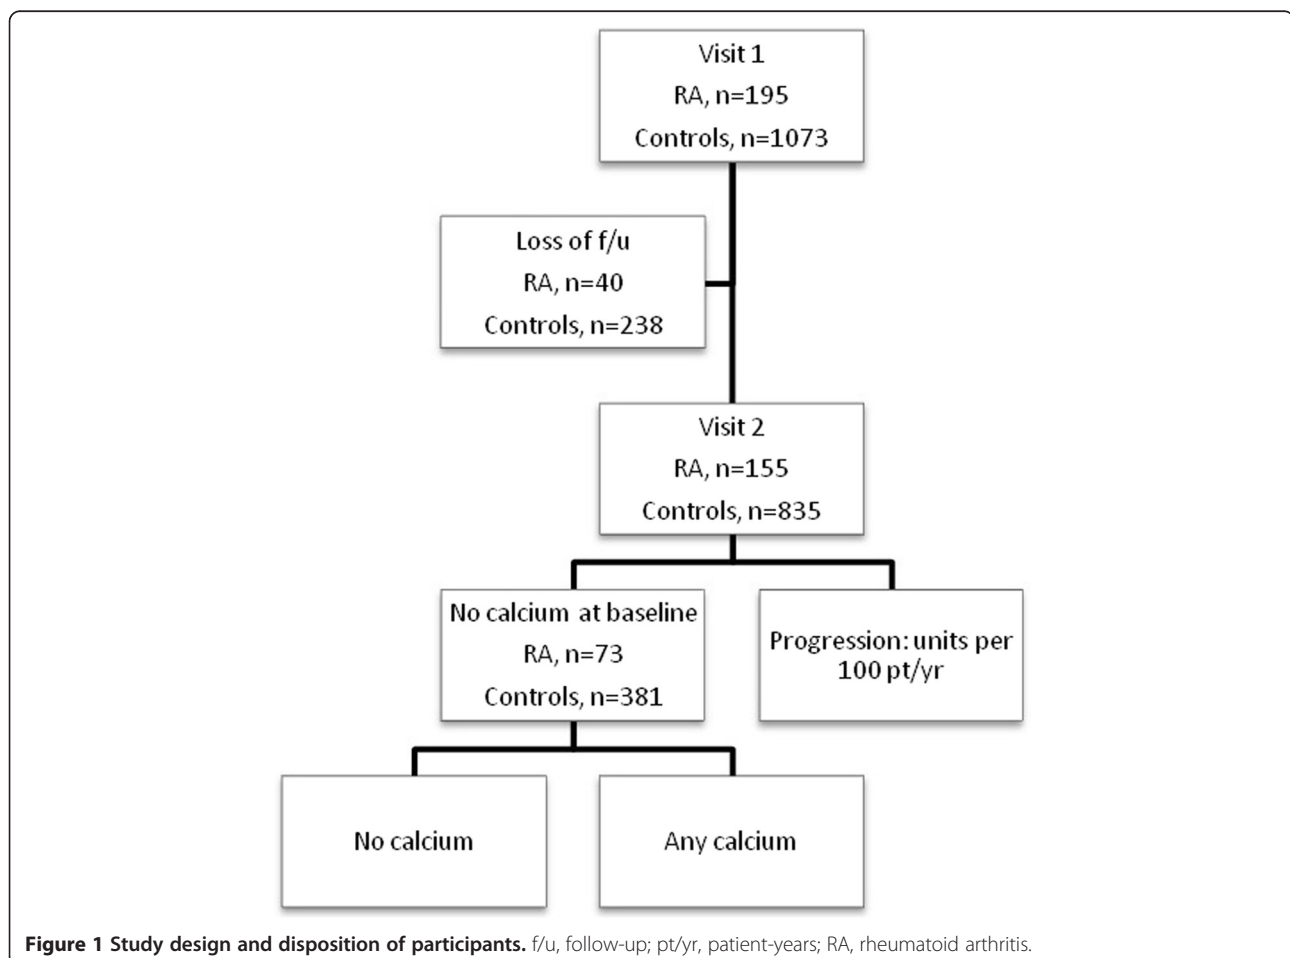 Visit 1
RA, n=195
Controls, n=1073
Loss of f/u
RA, n=40
Controls, n=238
Visit 2
RA, n=155
Controls, n=835
No calcium at baseline
RA, n=73
Controls, n=381
Progression: units per
100 pt/yr
No calcium
Any calcium
Figure 1 Study design and disposition of participants. f/u, follow-up; pt/yr, patient-years; RA, rheumatoid arthritis.